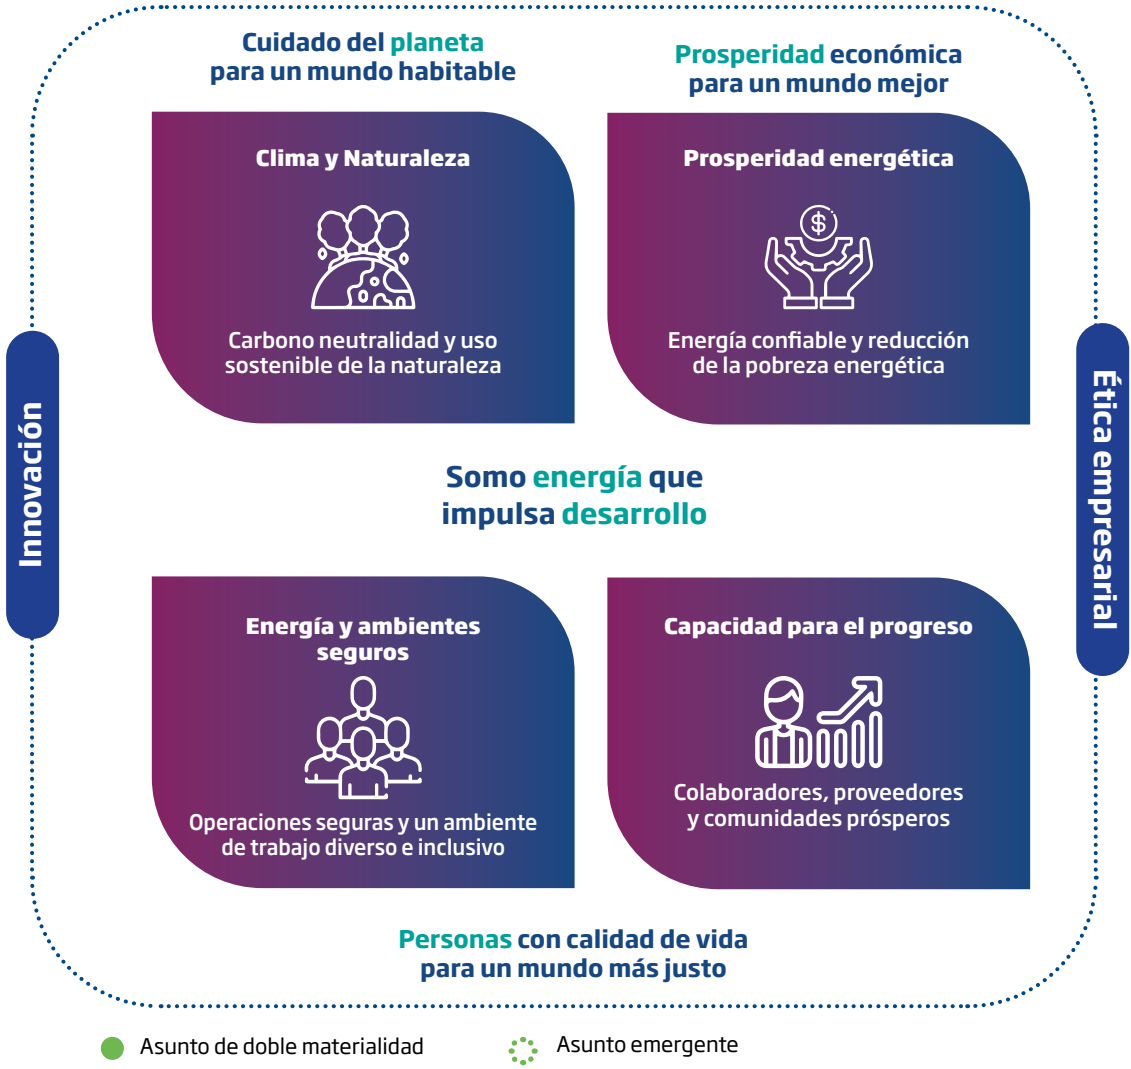 Cuidado del planeta
para un mundo habitable
Prosperidad económica
para un mundo mejor
Clima y Naturaleza
Carbono neutralidad y uso
sostenible de la naturaleza
Prosperidad energética
$
Energía confiable y reducción
de la pobreza energética
Innovación
Ética empresarial
Somo energía que
impulsa desarrollo
Energía y ambientes
seguros
Operaciones seguras y un ambiente
de trabajo diverso e inclusivo
Capacidad para el progreso
Colaboradores, proveedores
y comunidades prósperos
Personas con calidad de vida
para un mundo más justo
Asunto de doble materialidad
Asunto emergente